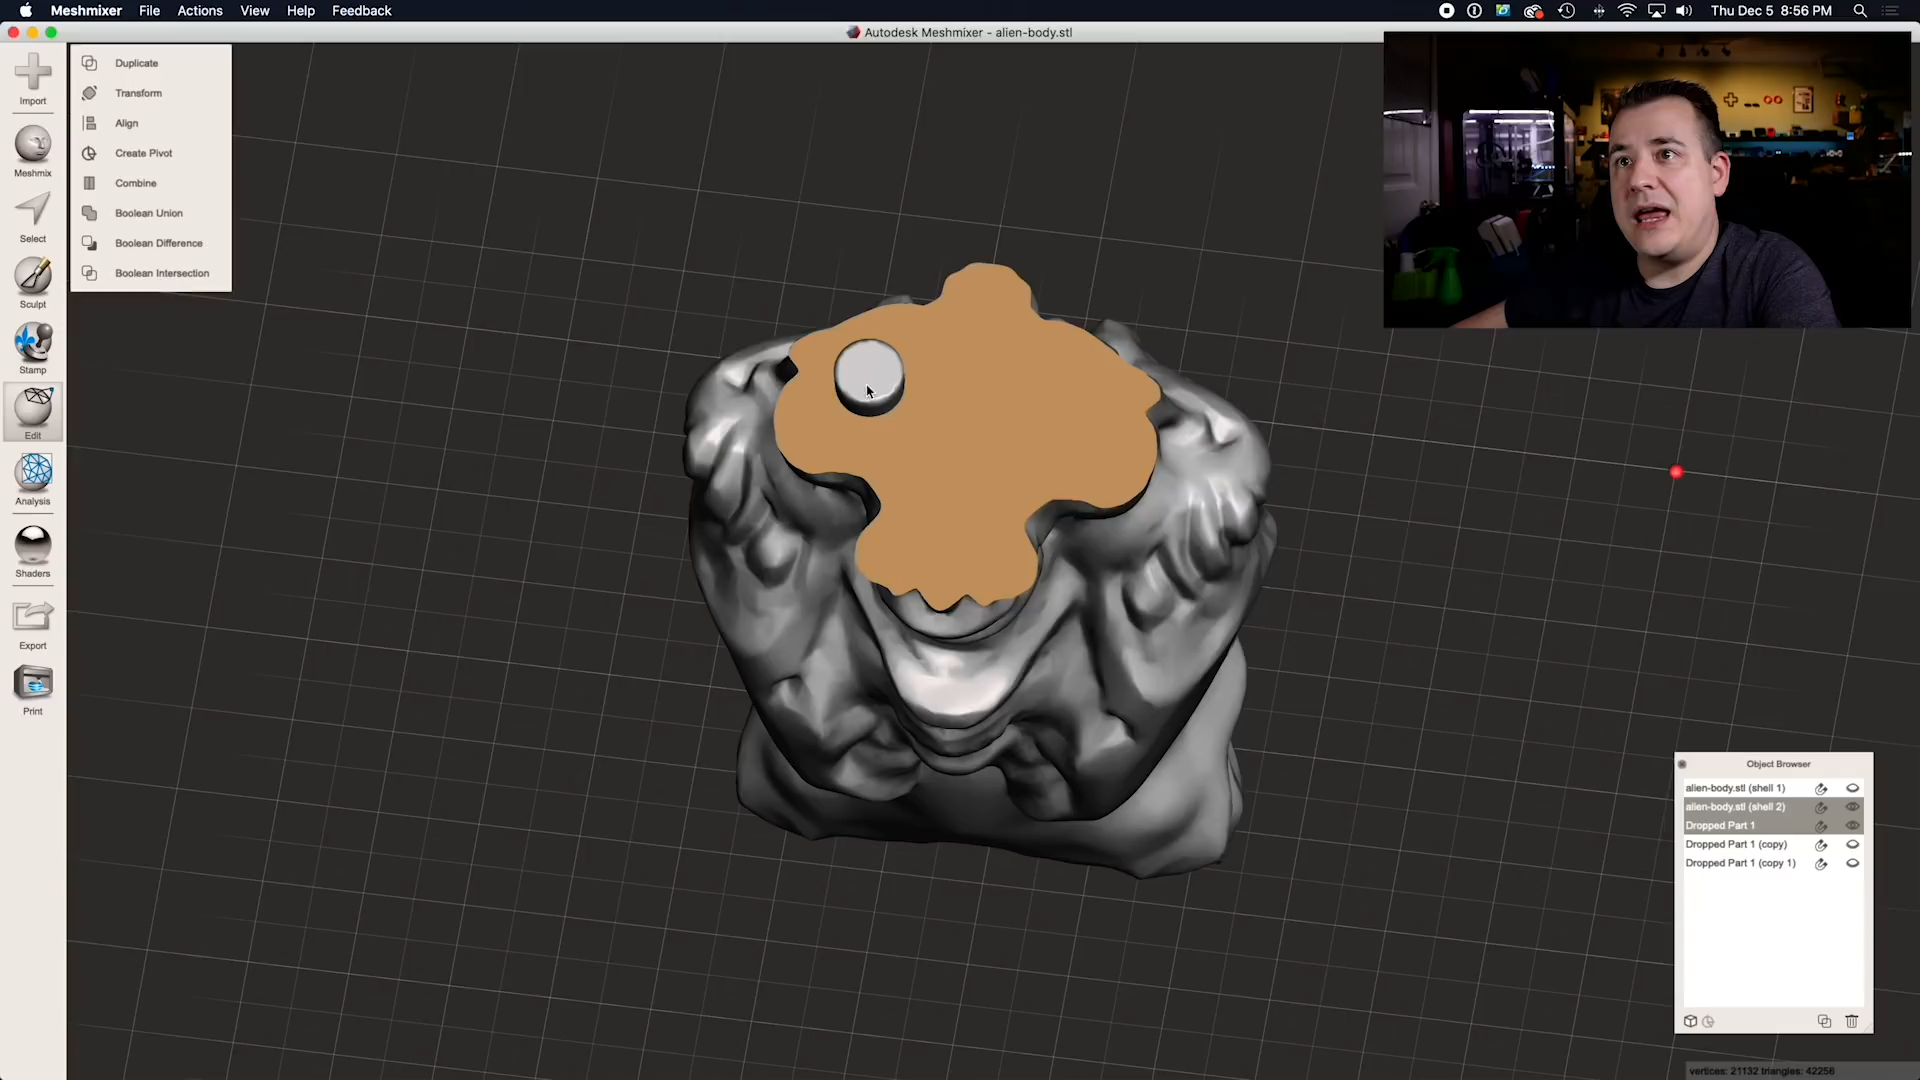 Meshmixer File Actions View Help Feedback Thu Dec 5 8:56 PM
Autodesk Meshmixer - alien-body.stl
Import
Meshmix
Select
Sculpt
Stamp
Edit
Analysis
Shaders
Export
Print
Duplicate
Transform
Align
Create Pivot
Combine
Boolean Union
Boolean Difference
Boolean Intersection
Object Browser
alien-body.stl (shell 1)
alien-body.stl (shell 2)
Dropped Part 1
Dropped Part 1 (copy)
Dropped Part 1 (copy 1)
vertices: 21132 triangles: 42256